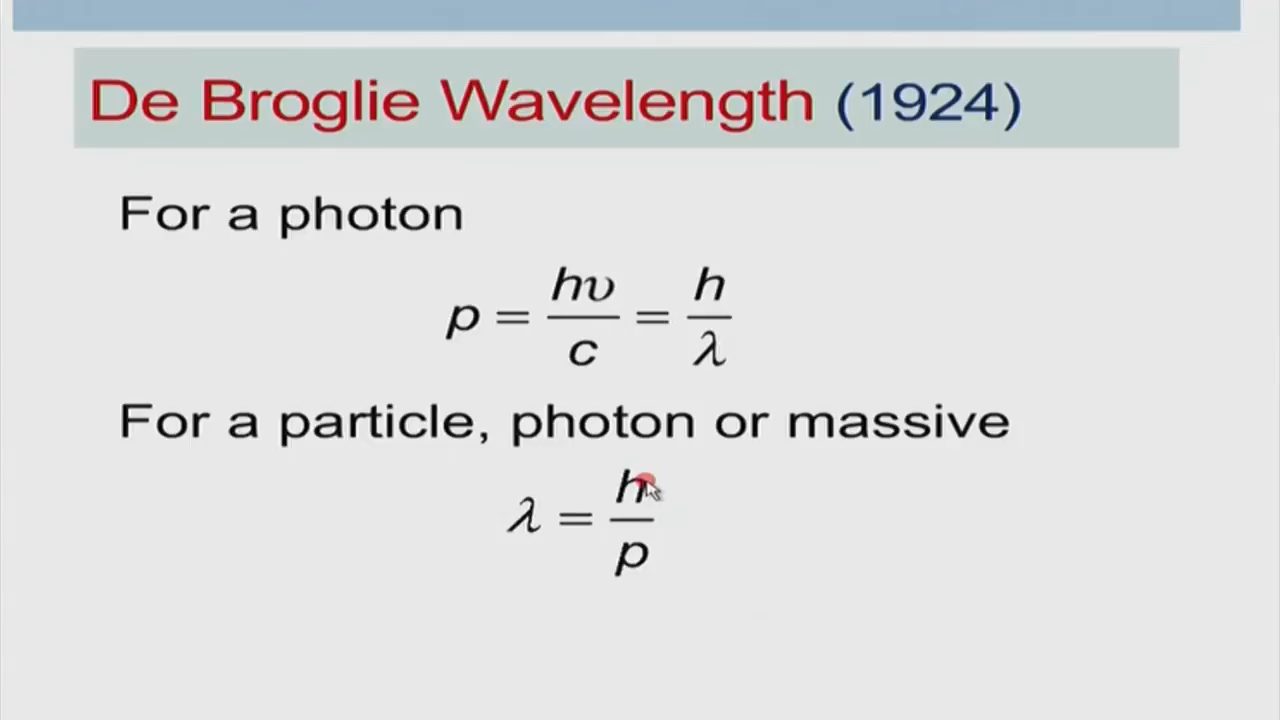 De Broglie Wavelength (1924)
For a photon
p = hυ/c = h/λ
For a particle, photon or massive
λ = h/p